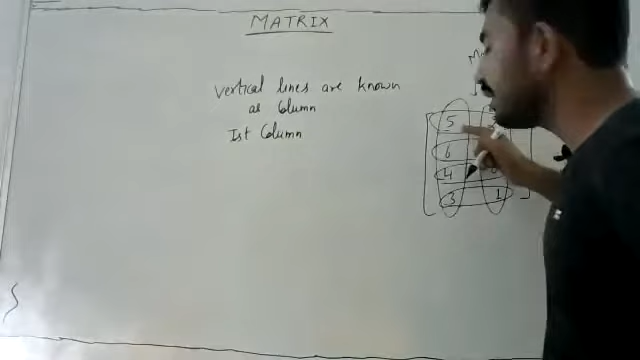 MATRIX
vertical lines are known
as Column
Ist Column
5
6
4
3 1